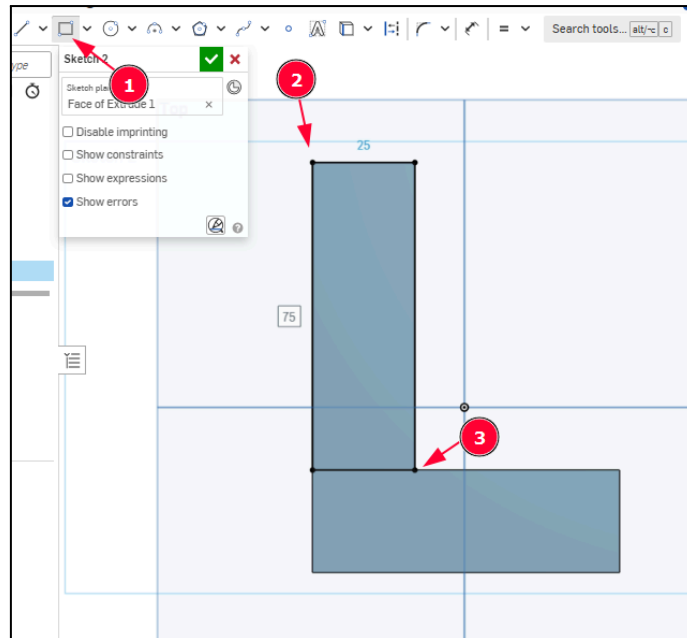 Search tools... alt/⌥ c
ype
Sketch 2
Sketch pla
Face of Extrude 1
Top
Disable imprinting
Show constraints
Show expressions
Show errors
1
2
25
75
3